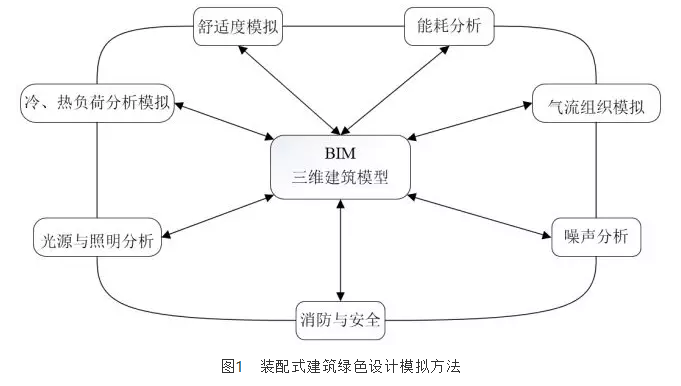 舒适度模拟
能耗分析
冷、热负荷分析模拟
气流组织模拟
BIM
三维建筑模型
光源与照明分析
噪声分析
消防与安全
图1 装配式建筑绿色设计模拟方法